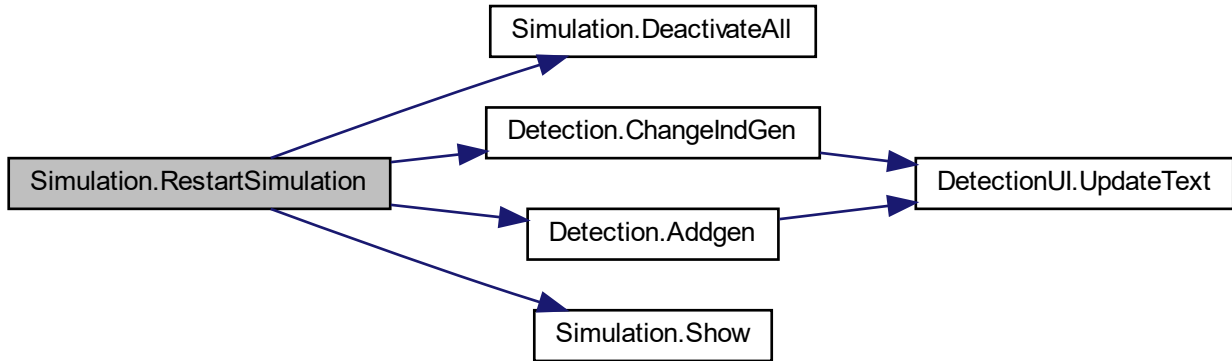 Simulation.DeactivateAll
Detection.ChangeIndGen
Simulation.RestartSimulation
DetectionUI.UpdateText
Detection.Addgen
Simulation.Show